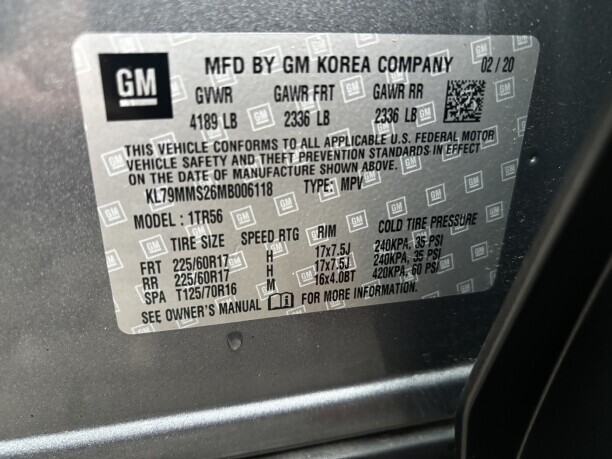 GM
MFD BY GM KOREA COMPANY 02/20
GVWR GAWR FRT GAWR RR
4189 LB 2336 LB 2336 LB
THIS VEHICLE CONFORMS TO ALL APPLICABLE U.S. FEDERAL MOTOR
VEHICLE SAFETY AND THEFT PREVENTION STANDARDS IN EFFECT
ON THE DATE OF MANUFACTURE SHOWN ABOVE.
KL79MMS26MB006118 TYPE: MPV
MODEL : 1TR56
TIRE SIZE SPEED RTG RIM COLD TIRE PRESSURE
FRT 225/60R17 H 17x7.5J 240KPA, 35 PSI
RR 225/60R17 H 17x7.5J 240KPA, 35 PSI
SPA T125/70R16 M 16x4.0BT 420KPA, 60 PSI
SEE OWNER'S MANUAL FOR MORE INFORMATION.